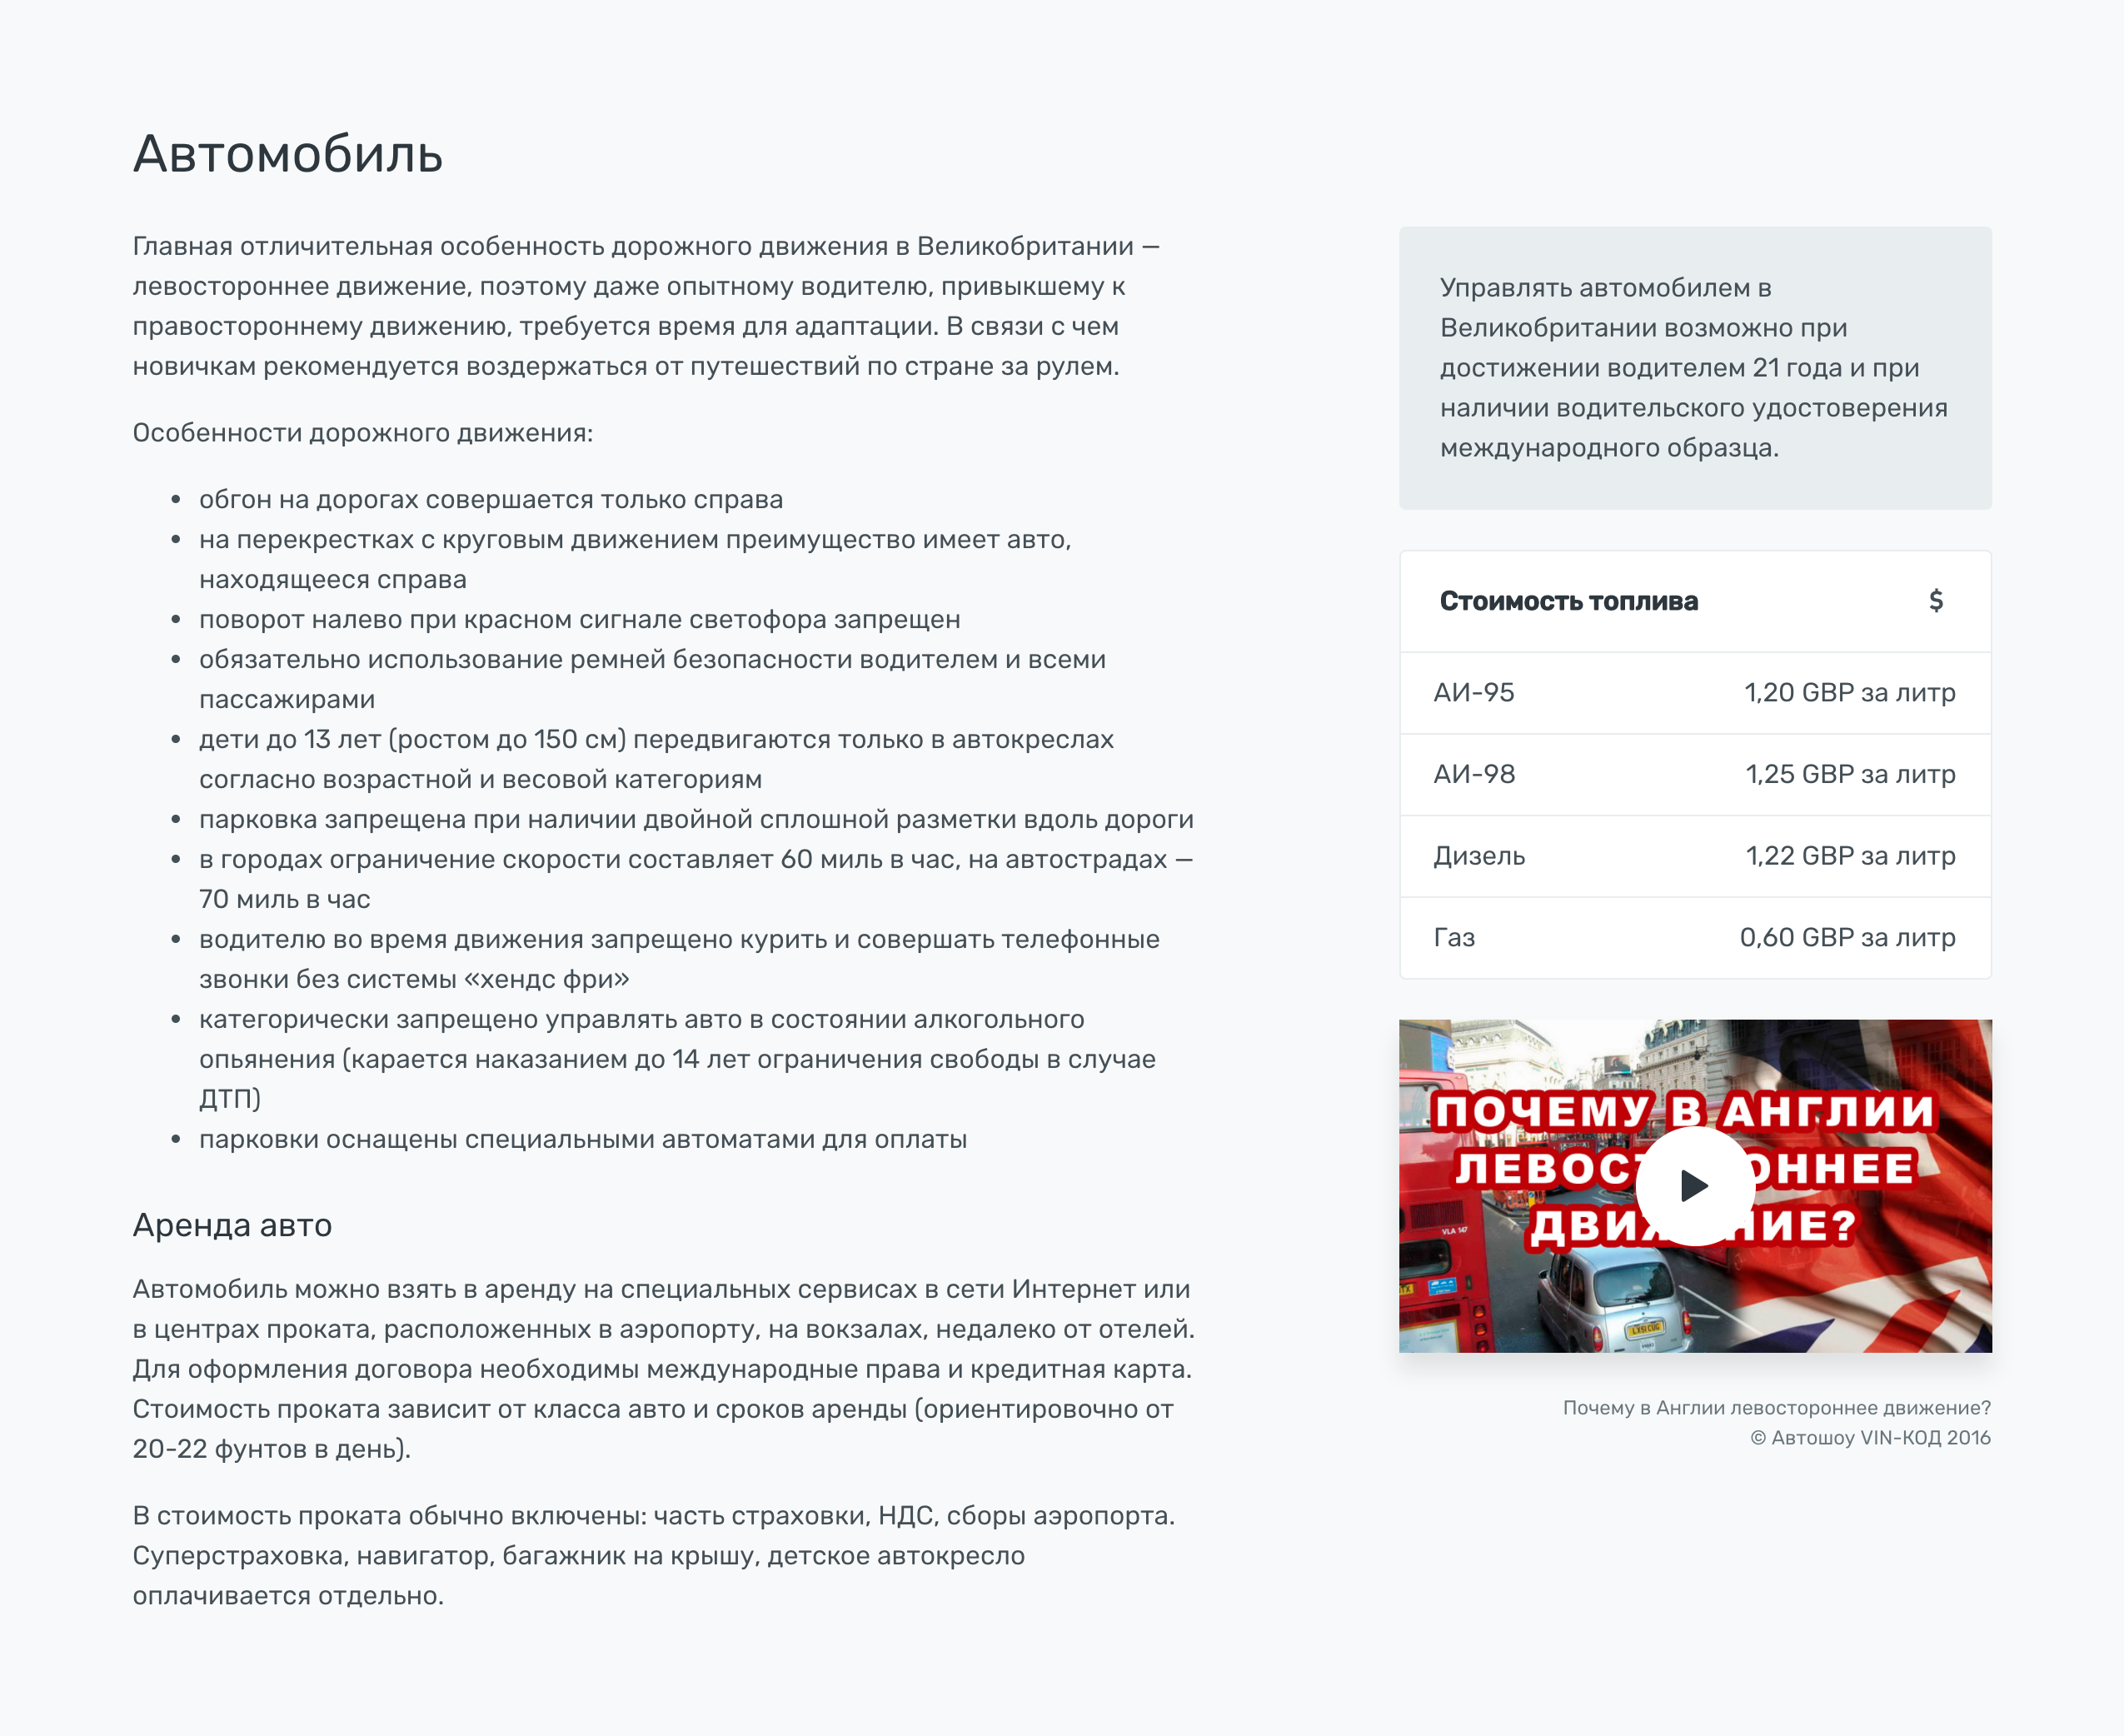 Автомобиль
Главная отличительная особенность дорожного движения в Великобритании —
левостороннее движение, поэтому даже опытному водителю, привыкшему к
правостороннему движению, требуется время для адаптации. В связи с чем
новичкам рекомендуется воздержаться от путешествий по стране за рулем.
Особенности дорожного движения:
• обгон на дорогах совершается только справа
• на перекрестках с круговым движением преимущество имеет авто,
находящееся справа
• поворот налево при красном сигнале светофора запрещен
• обязательно использование ремней безопасности водителем и всеми
пассажирами
• дети до 13 лет (ростом до 150 см) передвигаются только в автокреслах
согласно возрастной и весовой категориям
• парковка запрещена при наличии двойной сплошной разметки вдоль дороги
• в городах ограничение скорости составляет 60 миль в час, на автострадах —
70 миль в час
• водителю во время движения запрещено курить и совершать телефонные
звонки без системы «хендс фри»
• категорически запрещено управлять авто в состоянии алкогольного
опьянения (карается наказанием до 14 лет ограничения свободы в случае
ДТП)
• парковки оснащены специальными автоматами для оплаты
Аренда авто
Автомобиль можно взять в аренду на специальных сервисах в сети Интернет или
в центрах проката, расположенных в аэропорту, на вокзалах, недалеко от отелей.
Для оформления договора необходимы международные права и кредитная карта.
Стоимость проката зависит от класса авто и сроков аренды (ориентировочно от
20-22 фунтов в день).
В стоимость проката обычно включены: часть страховки, НДС, сборы аэропорта.
Суперстраховка, навигатор, багажник на крышу, детское автокресло
оплачивается отдельно.
Управлять автомобилем в
Великобритании возможно при
достижении водителем 21 года и при
наличии водительского удостоверения
международного образца.
Стоимость топлива $
АИ-95 1,20 GBP за литр
АИ-98 1,25 GBP за литр
Дизель 1,22 GBP за литр
Газ 0,60 GBP за литр
ПОЧЕМУ В АНГЛИИ
VLA 147
LX51 CUG
Почему в Англии левостороннее движение?
© Автошоу VIN-КОД 2016